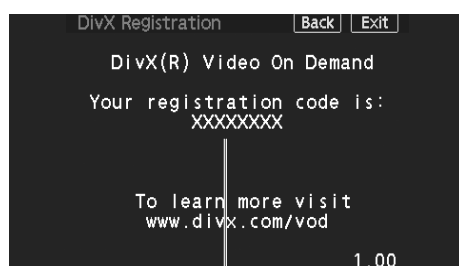 DivX Registration Back Exit
DivX(R) Video On Demand
Your registration code is:
XXXXXXXX
To learn more visit
www.divx.com/vod
1.00